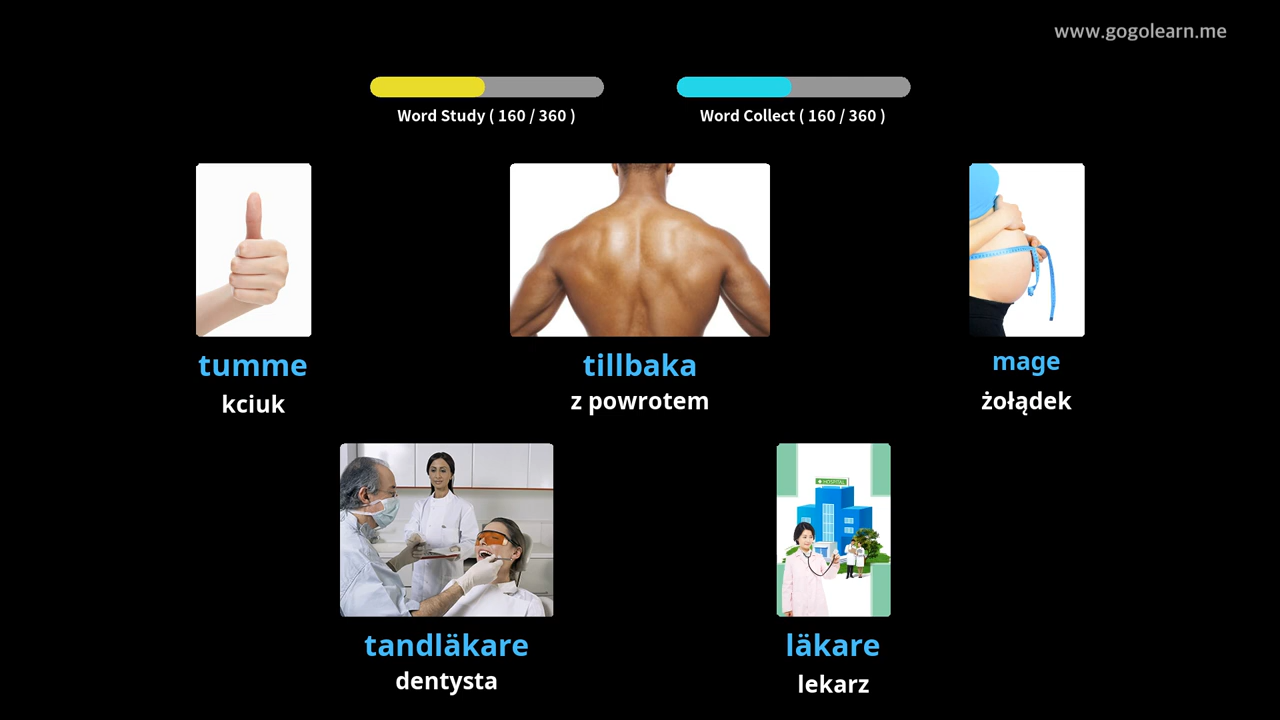 www.gogolearn.me
Word Study ( 160 / 360 )
Word Collect ( 160 / 360 )
tumme
kciuk
tillbaka
z powrotem
mage
żołądek
HOSPITAL
tandläkare
dentysta
läkare
lekarz